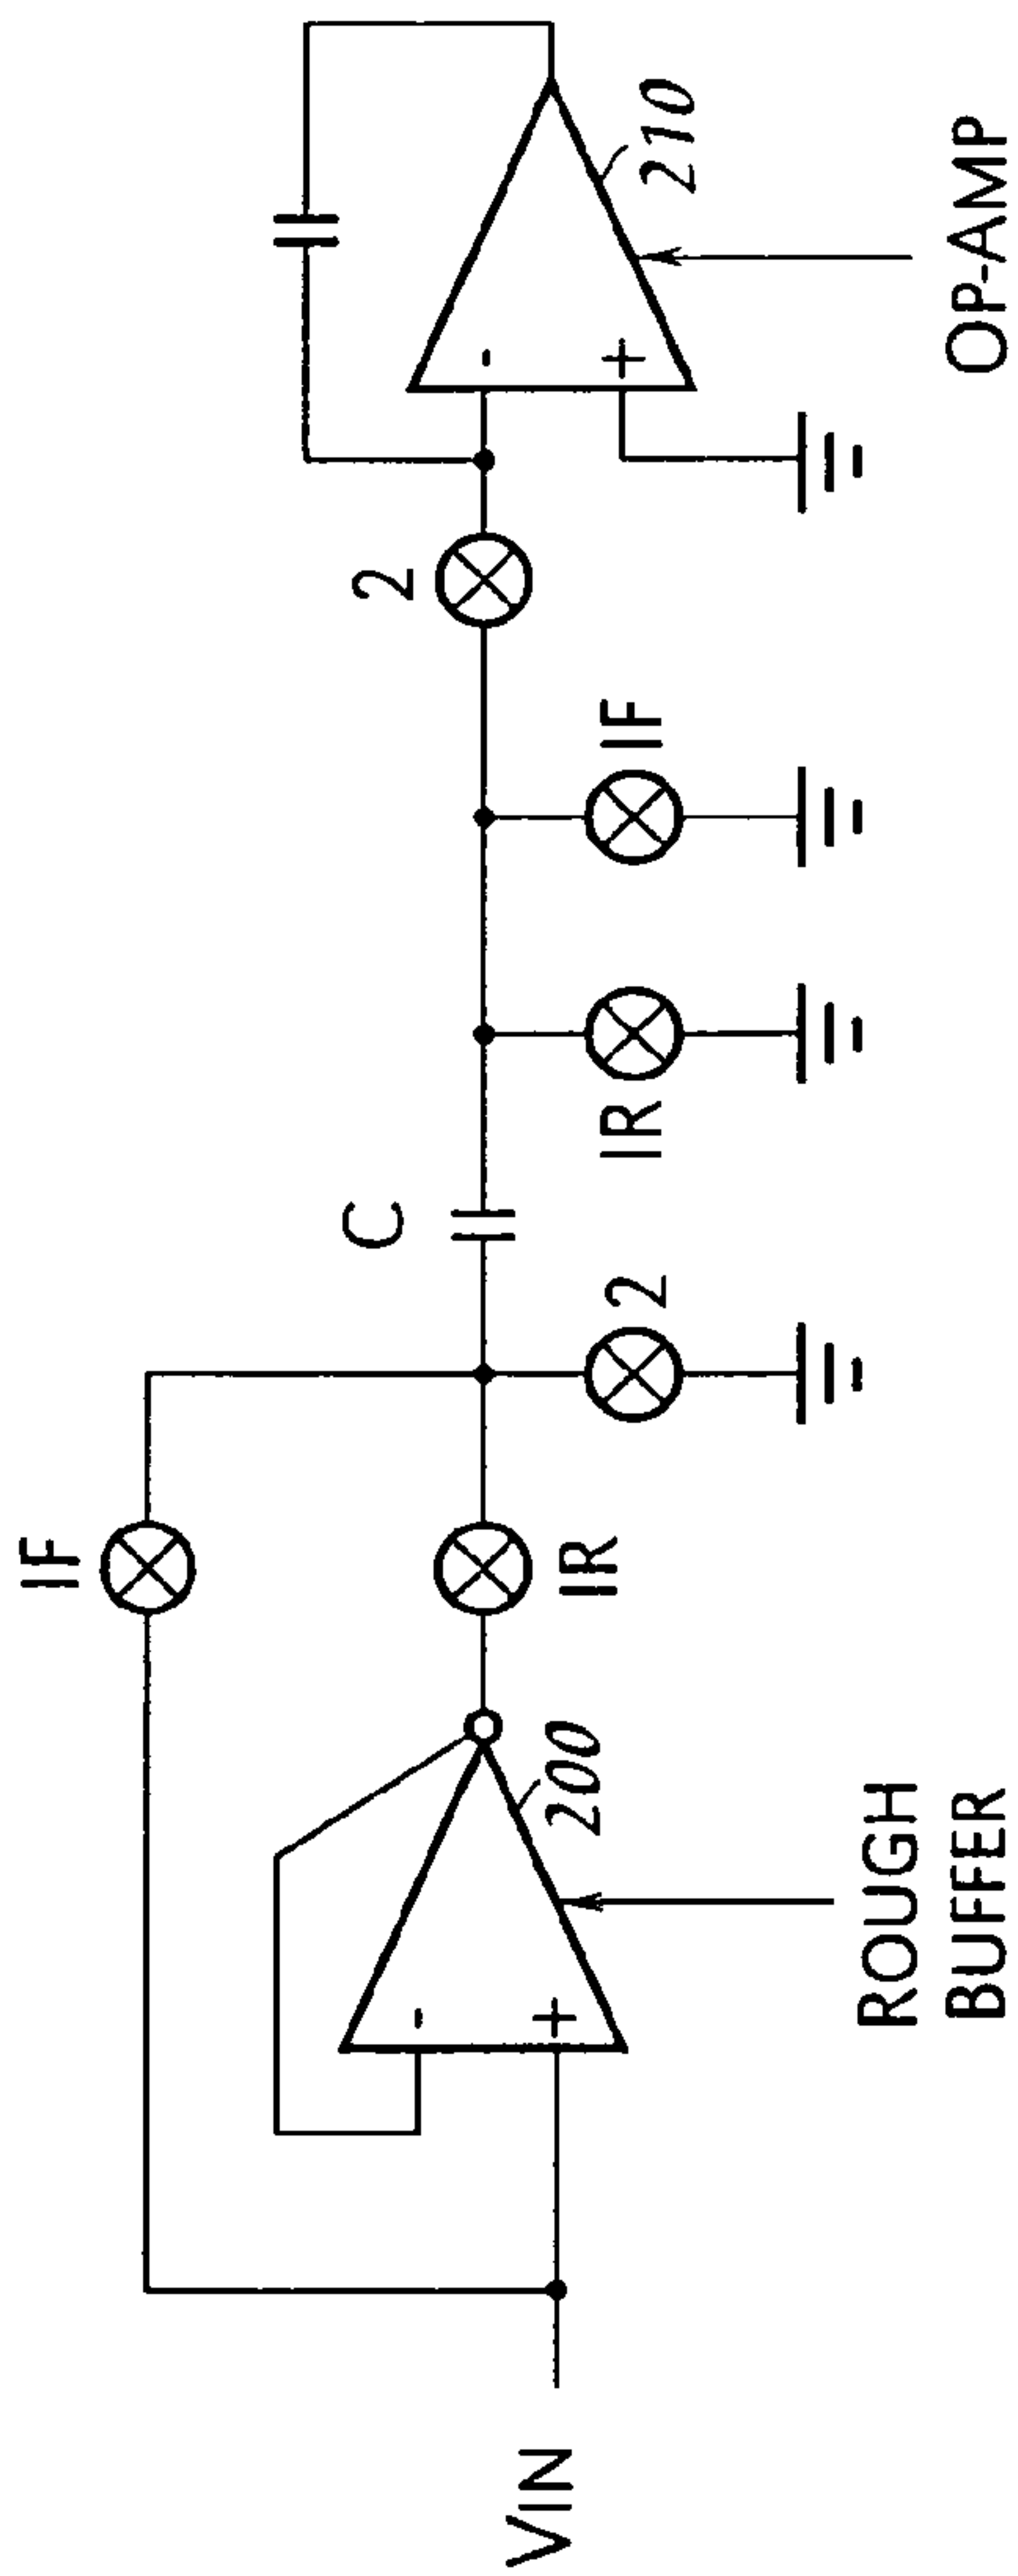 VIN
IF
-
+
200
ROUGH
BUFFER
IR
2
C
IR
IF
2
-
+
210
OP-AMP